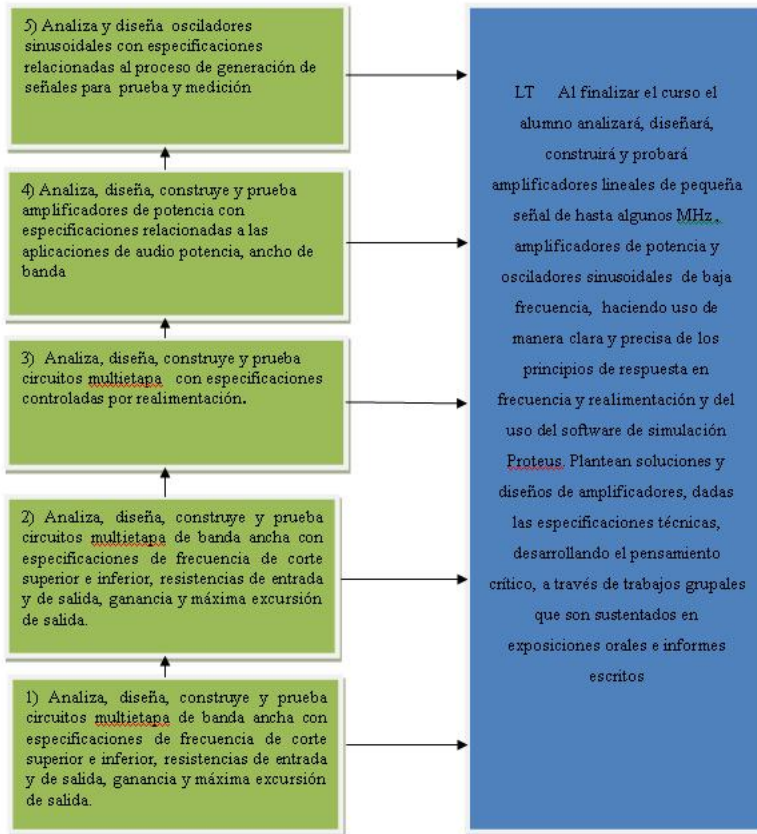 5) Analiza y diseña osciladores
sinusoidales con especificaciones
relacionadas al proceso de generación de
señales para prueba y medición
4) Analiza, diseña, construye y prueba
amplificadores de potencia con
especificaciones relacionadas a las
aplicaciones de audio potencia, ancho de
banda
3) Analiza, diseña, construye y prueba
circuitos multietapa con especificaciones
controladas por realimentación.
2) Analiza, diseña, construye y prueba
circuitos multietapa de banda ancha con
especificaciones de frecuencia de corte
superior e inferior, resistencias de entrada
y de salida, ganancia y máxima excursión
de salida.
1) Analiza, diseña, construye y prueba
circuitos multietapa de banda ancha con
especificaciones de frecuencia de corte
superior e inferior, resistencias de entrada
y de salida, ganancia y máxima excursión
de salida.
LT Al finalizar el curso el
alumno analizará, diseñará,
construirá y probará
amplificadores lineales de pequeña
señal de hasta algunos MHz,
amplificadores de potencia y
osciladores sinusoidales de baja
frecuencia, haciendo uso de
manera clara y precisa de los
principios de respuesta en
frecuencia y realimentación y del
uso del software de simulación
Proteus. Plantean soluciones y
diseños de amplificadores, dadas
las especificaciones técnicas,
desarrollando el pensamiento
crítico, a través de trabajos grupales
que son sustentados en
exposiciones orales e informes
escritos